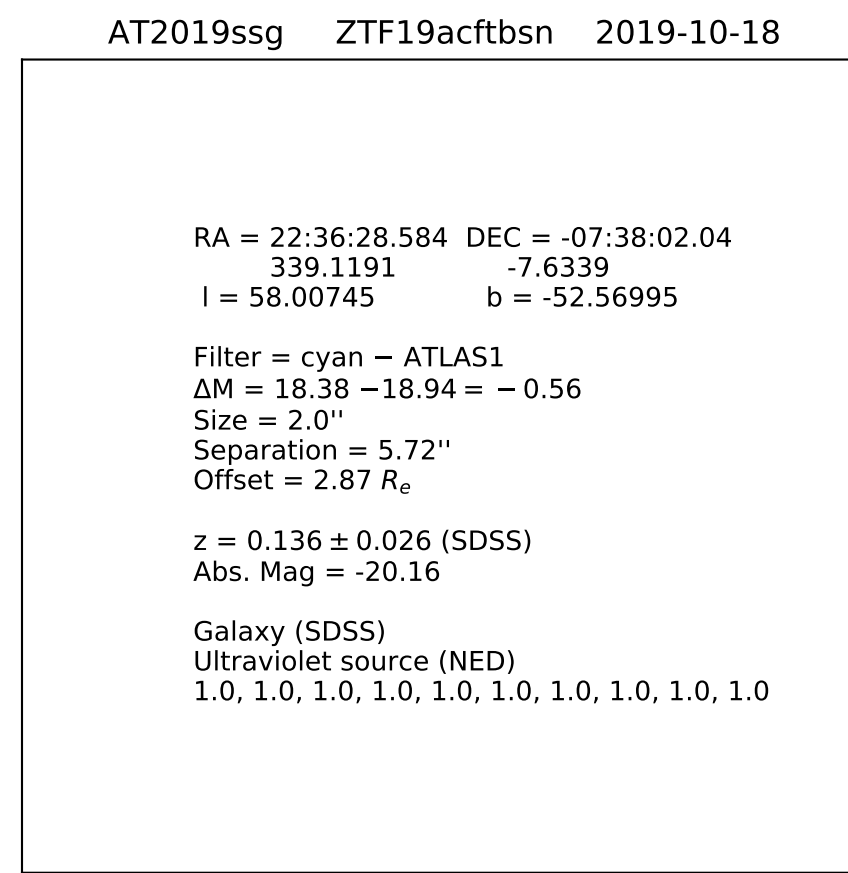 AT2019ssg ZTF19acftbsn 2019-10-18
RA = 22:36:28.584 DEC = -07:38:02.04
339.1191 -7.6339
l = 58.00745 b = -52.56995
Filter = cyan − ATLAS1
ΔM = 18.38 −18.94 = − 0.56
Size = 2.0''
Separation = 5.72''
Offset = 2.87 Rₑ
z = 0.136 ± 0.026 (SDSS)
Abs. Mag = -20.16
Galaxy (SDSS)
Ultraviolet source (NED)
1.0, 1.0, 1.0, 1.0, 1.0, 1.0, 1.0, 1.0, 1.0, 1.0